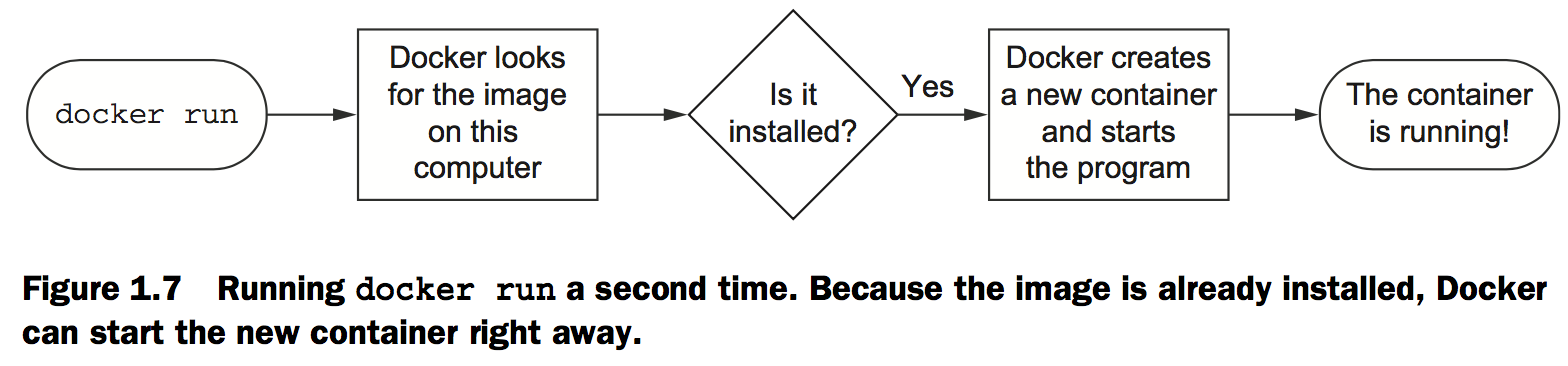 docker run
Docker looks
for the image
on this
computer
Is it
installed?
Yes
Docker creates
a new container
and starts
the program
The container
is running!
Figure 1.7 Running docker run a second time. Because the image is already installed, Docker
can start the new container right away.